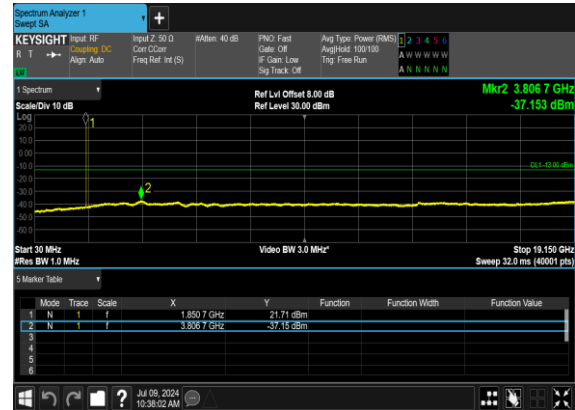 Spectrum Analyzer 1
Swept SA
+
KEYSIGHT Input: RF Input Z: 50 Ω #Atten: 40 dB PNO: Fast Avg Type: Power (RMS) 1 2 3 4 5 6
R T Coupling: DC Corr CCorr Gate: Off Avg|Hold: 100/100 A W W W W W
Align: Auto Freq Ref: Int (S) IF Gain: Low Trig: Free Run
LXI Sig Track: Off A N N N N N
1 Spectrum Ref Lvl Offset 8.00 dB Mkr2 3.806 7 GHz
Scale/Div 10 dB Ref Level 30.00 dBm -37.153 dBm
Log
1
20.0
10.0
0.00
-10.0
DL1 -13.00 dBm
-20.0
-30.0
2
-40.0
-50.0
-60.0
Start 30 MHz Video BW 3.0 MHz* Stop 19.150 GHz
#Res BW 1.0 MHz Sweep 32.0 ms (40001 pts)
5 Marker Table
Mode Trace Scale X Y Function Function Width Function Value
1 N 1 f 1.850 7 GHz 21.71 dBm
2 N 1 f 3.806 7 GHz -37.15 dBm
3
4
5
6
? Jul 09, 2024
10:38:02 AM